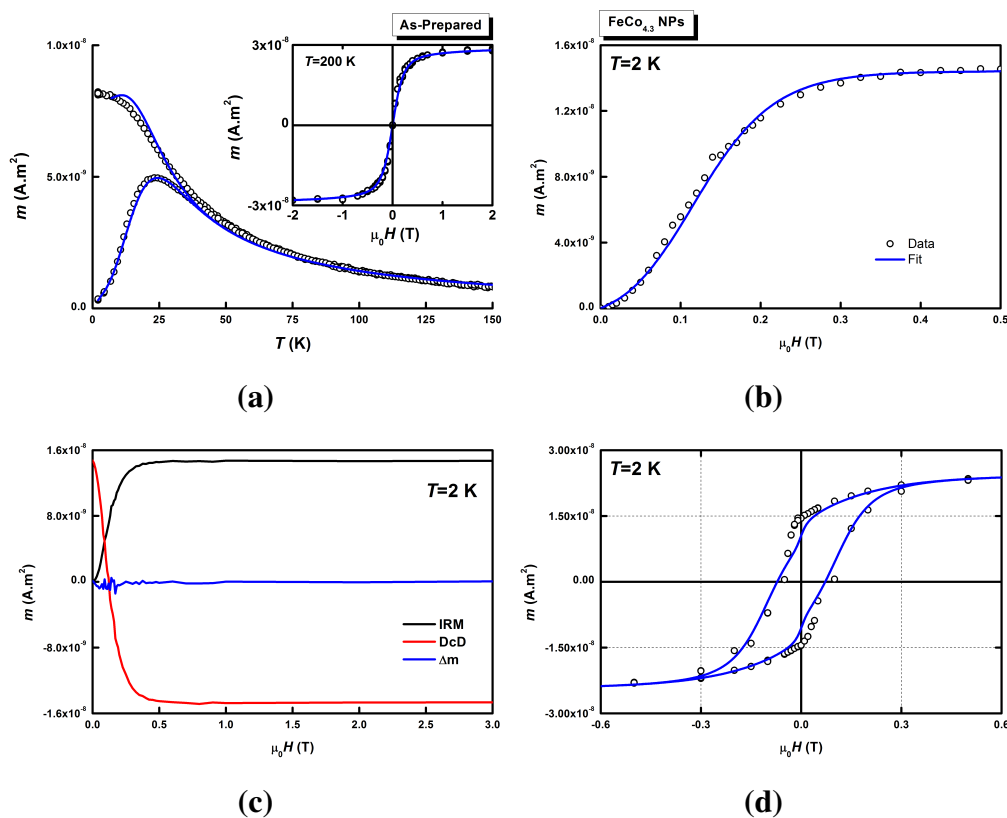 As-Prepared
FeCo4.3 NPs
1.0x10-8
5.0x10-9
0.0
m (A.m2)
0 25 50 75 100 125 150
T (K)
T=200 K
3x10-8
0
-3x10-8
m (A.m2)
-2 -1 0 1 2
μ0H (T)
(a)
T=2 K
1.6x10-8
1.2x10-8
8.0x10-9
4.0x10-9
0.0
m (A.m2)
Data
Fit
0.0 0.1 0.2 0.3 0.4 0.5
μ0H (T)
(b)
T=2 K
1.6x10-8
8.0x10-9
0.0
-8.0x10-9
-1.6x10-8
m (A.m2)
IRM
DcD
Δm
0.0 0.5 1.0 1.5 2.0 2.5 3.0
μ0H (T)
(c)
T=2 K
3.00x10-8
1.50x10-8
0.00
-1.50x10-8
-3.00x10-8
m (A.m2)
-0.6 -0.3 0.0 0.3 0.6
μ0H (T)
(d)